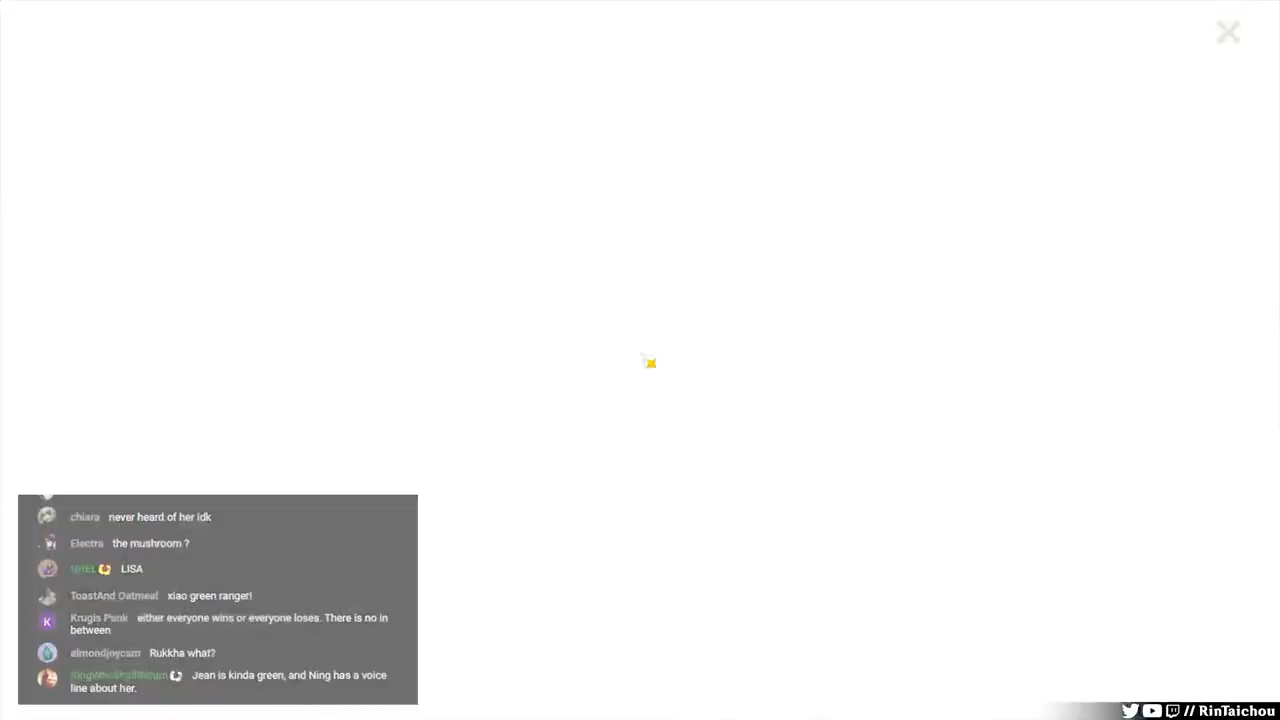 chiara never heard of her idk
Electra the mushroom ?
LISA
ToastAnd Oatmeal xiao green ranger!
K Krugis Punk either everyone wins or everyone loses. There is no in
between
almondjoycam Rukkha what?
Jean is kinda green, and Ning has a voice
line about her.
// RinTaichou